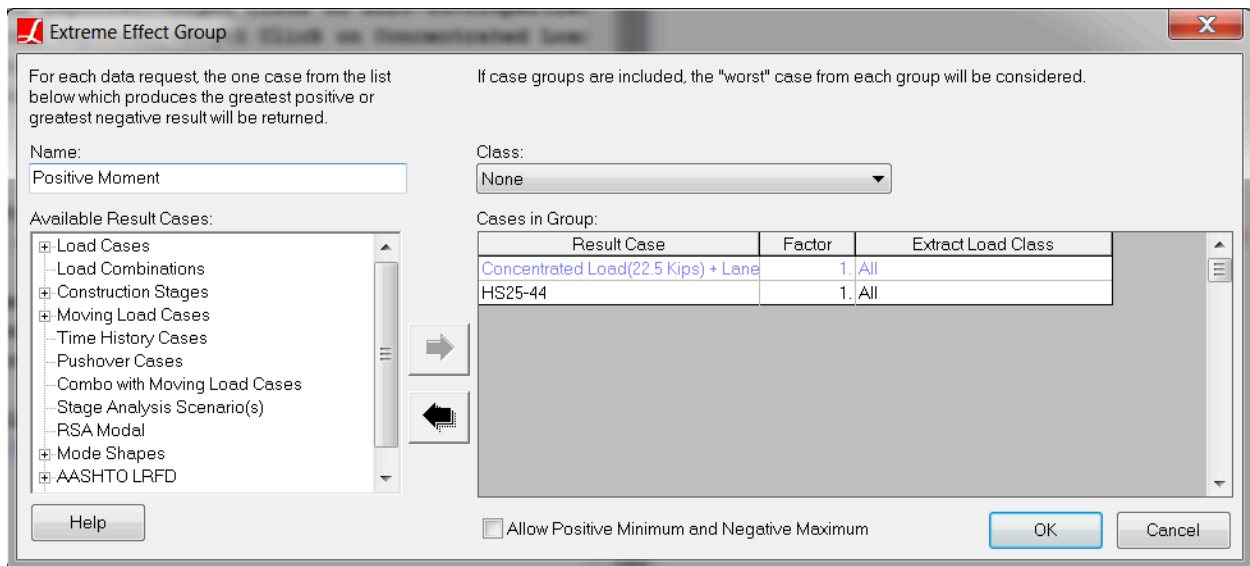 Extreme Effect Group
For each data request, the one case from the list
below which produces the greatest positive or
greatest negative result will be returned.
If case groups are included, the "worst" case from each group will be considered.
Name:
Positive Moment
Class:
None
Available Result Cases:
Load Cases
Load Combinations
Construction Stages
Moving Load Cases
Time History Cases
Pushover Cases
Combo with Moving Load Cases
Stage Analysis Scenario(s)
RSA Modal
Mode Shapes
AASHTO LRFD
Cases in Group:
Result Case Factor Extract Load Class
Concentrated Load(22.5 Kips) + Lane 1. All
HS25-44 1. All
Help
Allow Positive Minimum and Negative Maximum
OK
Cancel